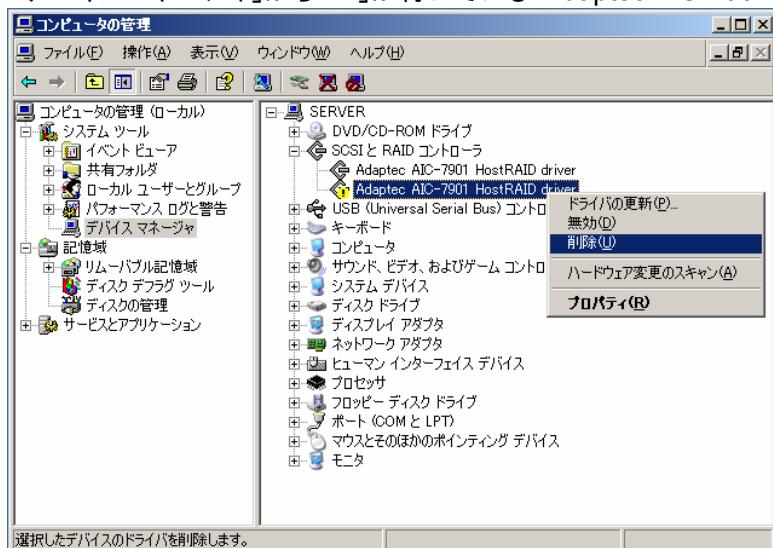 コンピュータの管理
ファイル(F) 操作(A) 表示(V) ウィンドウ(W) ヘルプ(H)
コンピュータの管理 (ローカル)
システム ツール
イベント ビューア
共有フォルダ
ローカル ユーザーとグループ
パフォーマンス ログと警告
デバイス マネージャ
記憶域
リムーバブル記憶域
ディスク デフラグ ツール
ディスクの管理
サービスとアプリケーション
SERVER
DVD/CD-ROM ドライブ
SCSI と RAID コントローラ
Adaptec AIC-7901 HostRAID driver
Adaptec AIC-7901 HostRAID driver
USB (Universal Serial Bus) コントロ
キーボード
コンピュータ
サウンド、ビデオ、およびゲーム コントロ
システム デバイス
ディスク ドライブ
ディスプレイ アダプタ
ネットワーク アダプタ
ヒューマン インターフェイス デバイス
プロセッサ
フロッピー ディスク ドライブ
ポート (COM と LPT)
マウスとそのほかのポインティング デバイス
モニタ
ドライバの更新(P)...
無効(D)
削除(U)
ハードウェア変更のスキャン(A)
プロパティ(R)
選択したデバイスのドライバを削除します。